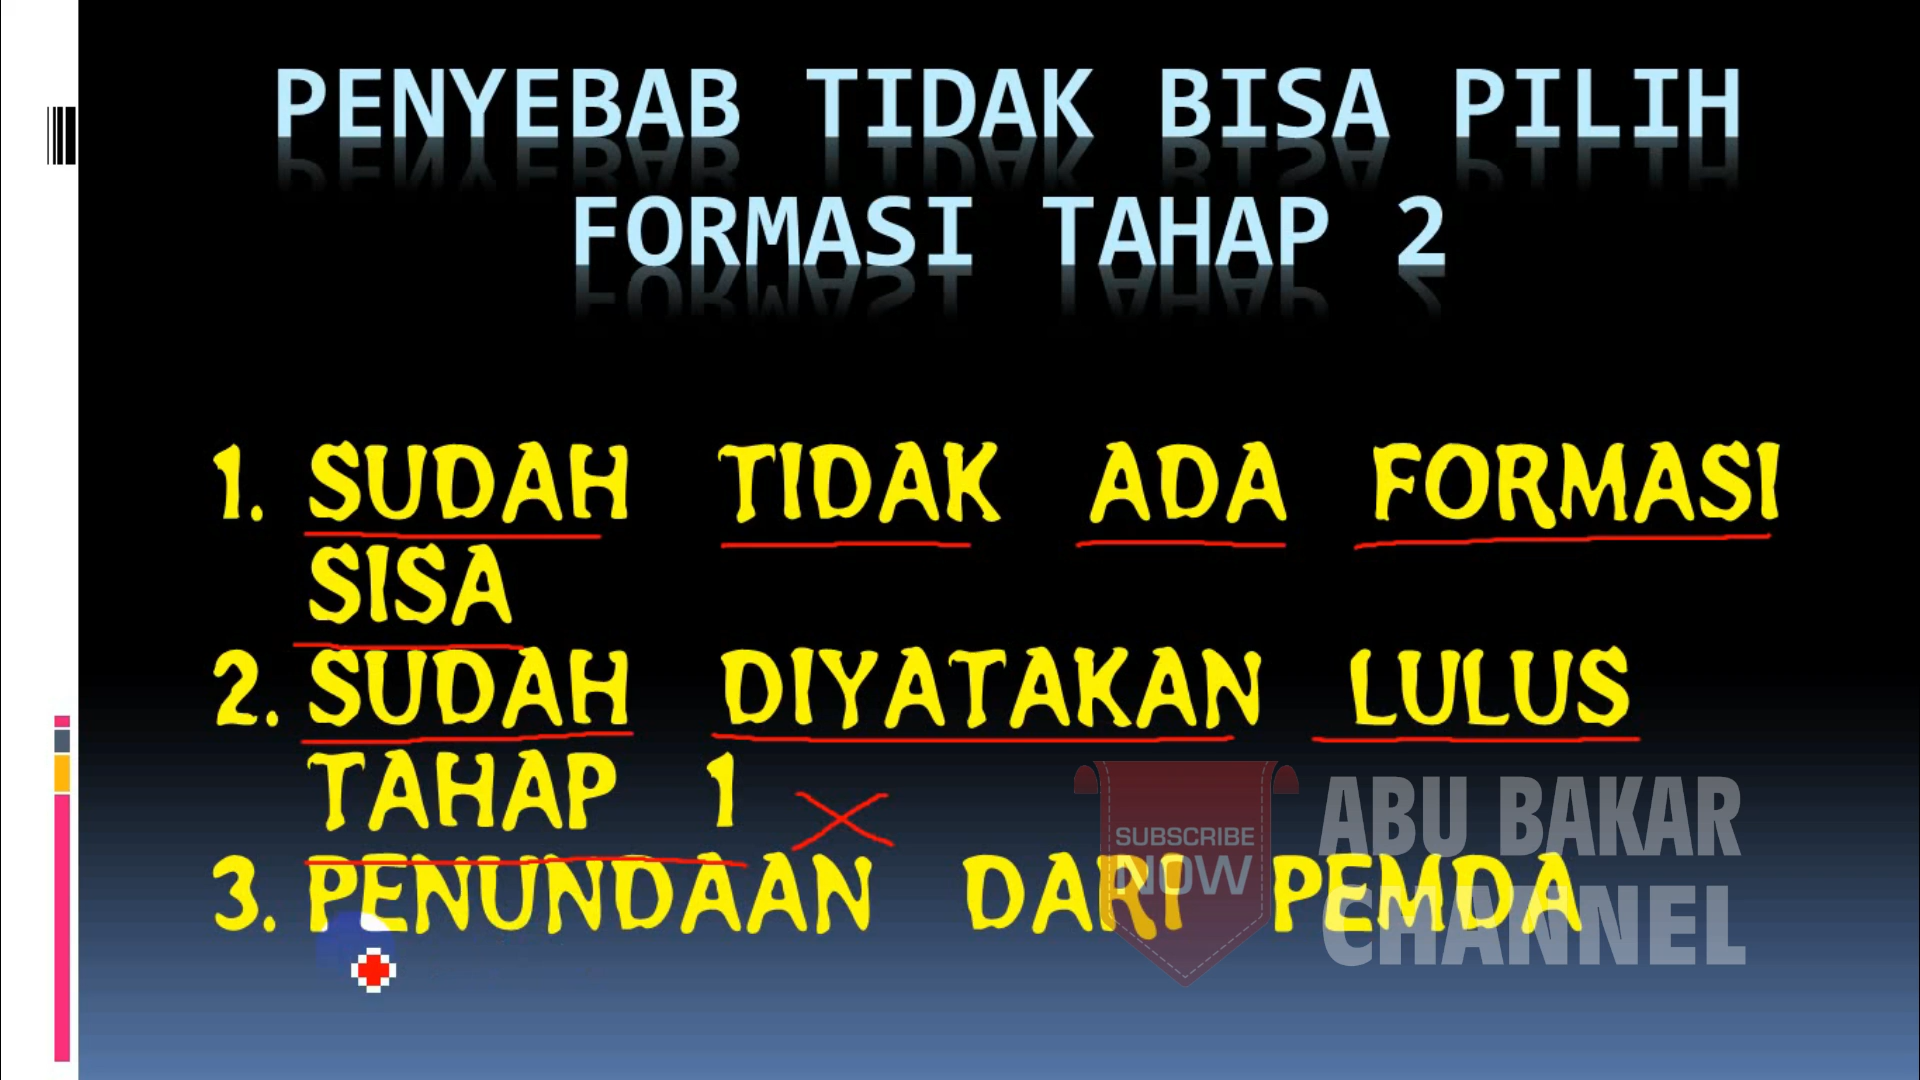 PENYEBAB TIDAK BISA PILIH
FORMASI TAHAP 2
1. SUDAH TIDAK ADA FORMASI
SISA
2. SUDAH DIYATAKAN LULUS
TAHAP 1
3. PENUNDAAN DARI PEMDA
SUBSCRIBE
NOW
ABU BAKAR
CHANNEL